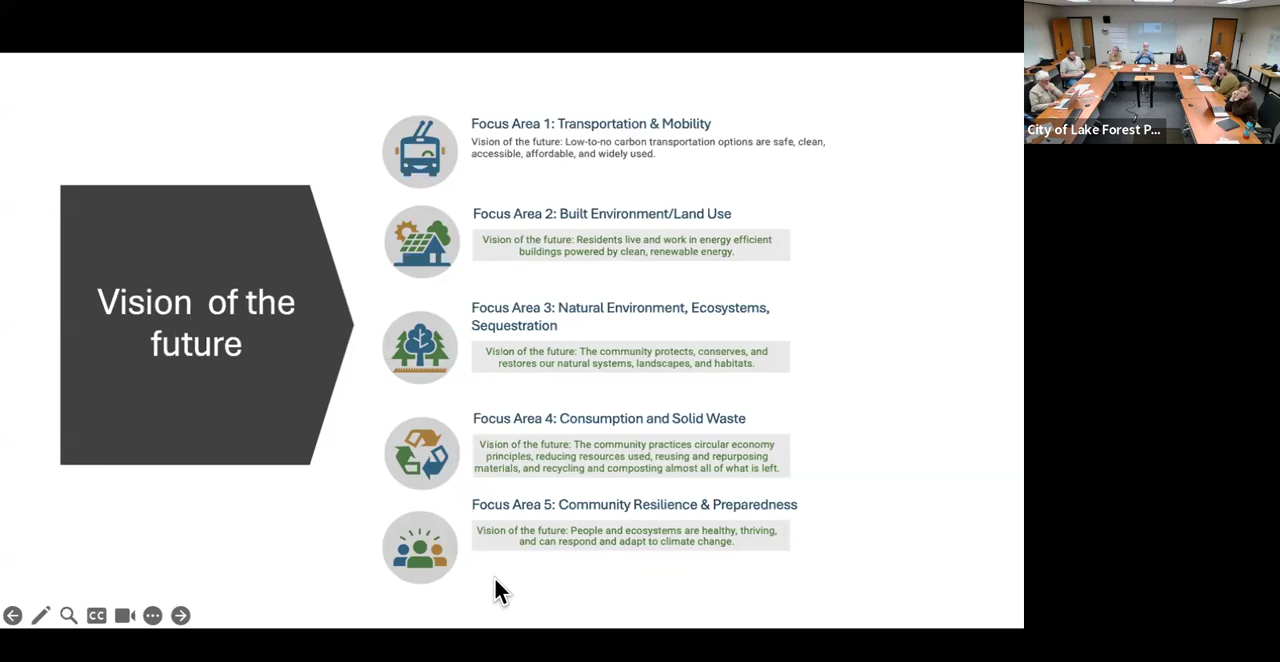 Vision of the
future
Focus Area 1: Transportation & Mobility
Vision of the future: Low-to-no carbon transportation options are safe, clean,
accessible, affordable, and widely used.
Focus Area 2: Built Environment/Land Use
Vision of the future: Residents live and work in energy efficient
buildings powered by clean, renewable energy.
Focus Area 3: Natural Environment, Ecosystems,
Sequestration
Vision of the future: The community protects, conserves, and
restores our natural systems, landscapes, and habitats.
Focus Area 4: Consumption and Solid Waste
Vision of the future: The community practices circular economy
principles, reducing resources used, reusing and repurposing
materials, and recycling and composting almost all of what is left.
Focus Area 5: Community Resilience & Preparedness
Vision of the future: People and ecosystems are healthy, thriving,
and can respond and adapt to climate change.
CC
City of Lake Forest P...